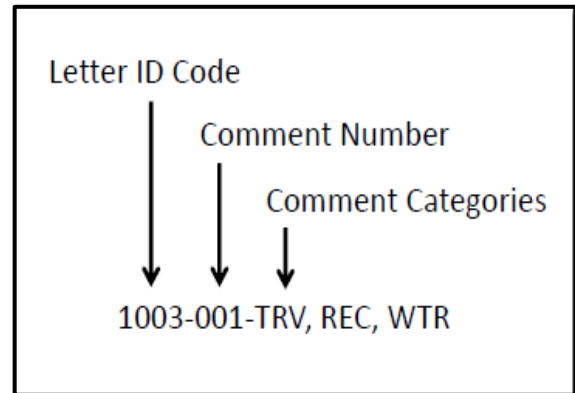 Letter ID Code
Comment Number
Comment Categories
1003-001-TRV, REC, WTR